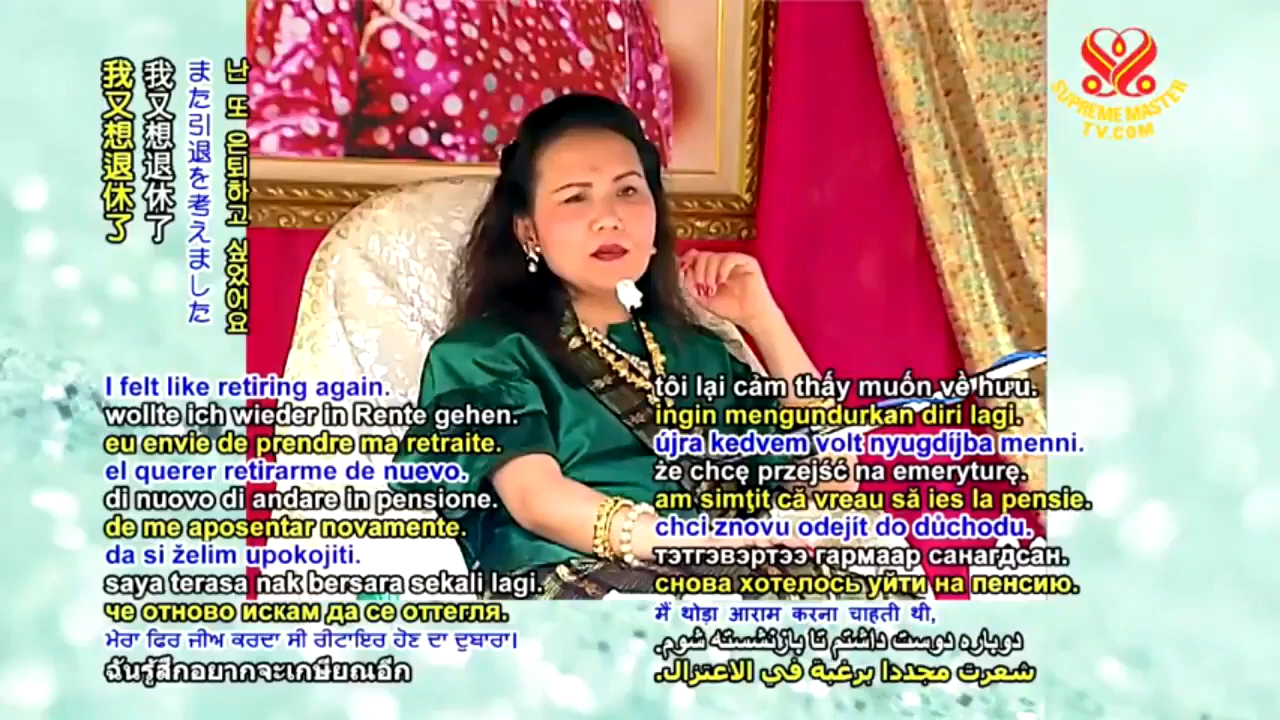 我又想退休了
我又想退休了
また引退を考えました
난 또 은퇴하고 싶었어요
SUPREME MASTER
TV.COM
I felt like retiring again.
wollte ich wieder in Rente gehen.
eu envie de prendre ma retraite.
el querer retirarme de nuevo.
di nuovo di andare in pensione.
de me aposentar novamente.
da si želim upokojiti.
saya terasa nak bersara sekali lagi.
че отново искам да се оттегля.
ਮੇਰਾ ਫਿਰ ਜੀਅ ਕਰਦਾ ਸੀ ਰੀਟਾਇਰ ਹੋਣ ਦਾ ਦੁਬਾਰਾ।
ฉันรู้สึกอยากจะเกษียณอีก
tôi lại cảm thấy muốn về hưu.
ingin mengundurkan diri lagi.
újra kedvem volt nyugdíjba menni.
że chcę przejść na emeryturę.
am simţit că vreau să ies la pensie.
chci znovu odejít do důchodu.
тэтгэвэртээ гармаар санагдсан.
снова хотелось уйти на пенсию.
मैं थोड़ा आराम करना चाहती थी,
دوباره دوست داشتم تا بازنشسته شوم.
شعرت مجددا برغبة في الاعتزال.